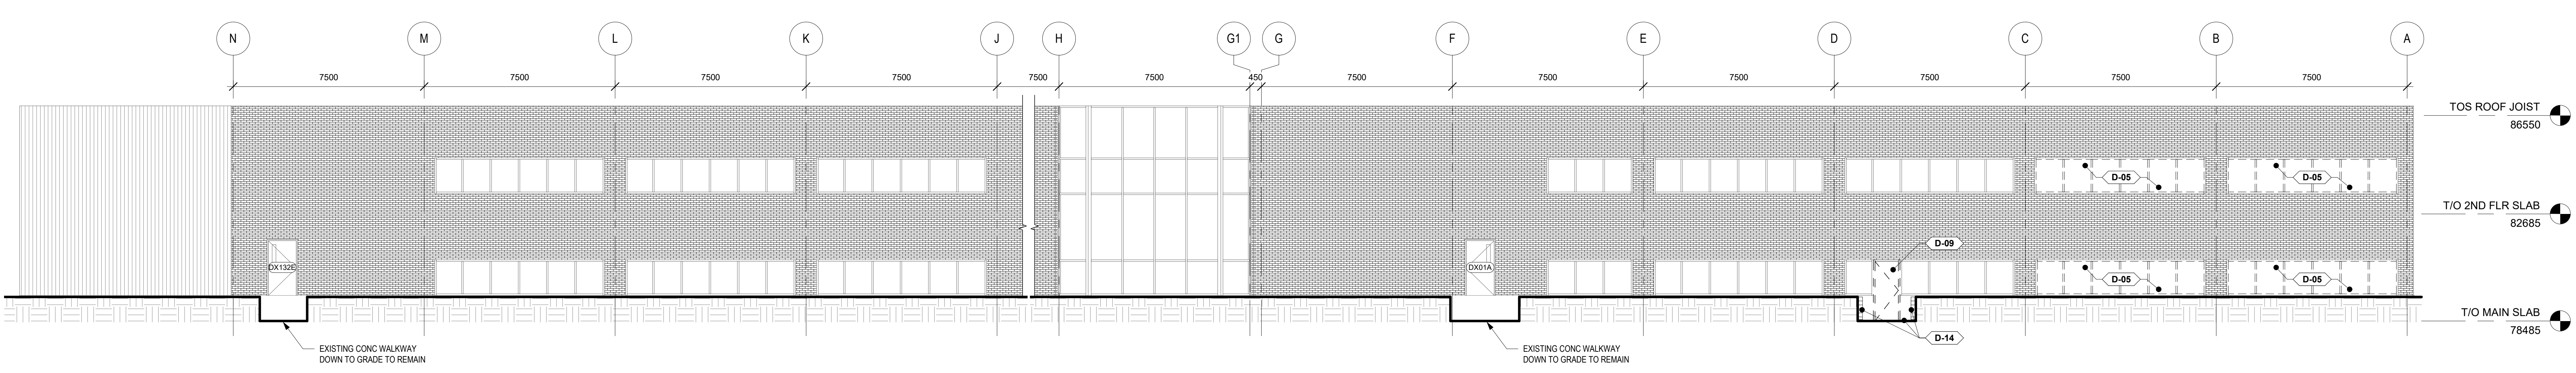 N M L K J H G1 G F E D C B A
7500 7500 7500 7500 7500 7500 450 7500 7500 7500 7500 7500 7500
TOS ROOF JOIST
86550
D-05 D-05
T/O 2ND FLR SLAB
82685
D-09
DX132E DX01A
D-05 D-05
T/O MAIN SLAB
78485
D-14
EXISTING CONC WALKWAY
DOWN TO GRADE TO REMAIN
EXISTING CONC WALKWAY
DOWN TO GRADE TO REMAIN